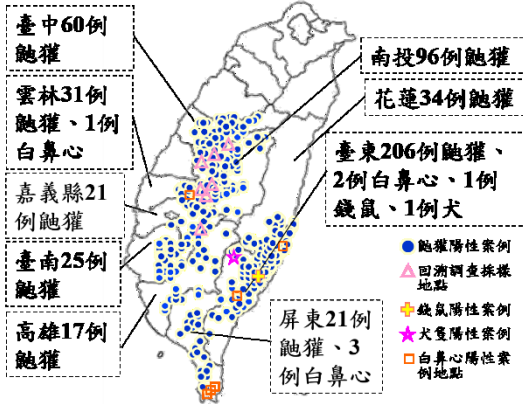 臺中60例
鼬獾
雲林31例
鼬獾、1例
白鼻心
嘉義縣21
例鼬獾
臺南25例
鼬獾
高雄17例
鼬獾
南投96例鼬獾
花蓮34例鼬獾
臺東206例鼬獾、
2例白鼻心、1例
錢鼠、1例犬
屏東21例
鼬獾、3
例白鼻心
鼬獾陽性案例
回溯調查採樣
地點
錢鼠陽性案例
犬隻陽性案例
白鼻心陽性案
例地點